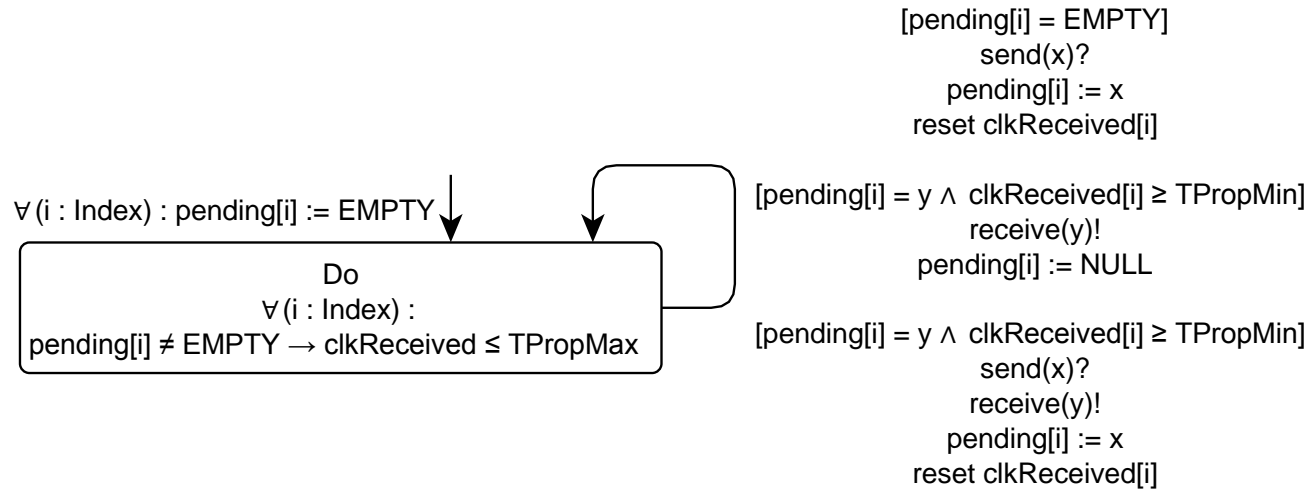 ∀ (i : Index) : pending[i] := EMPTY
Do
∀ (i : Index) :
pending[i] ≠ EMPTY → clkReceived ≤ TPropMax
[pending[i] = EMPTY]
send(x)?
pending[i] := x
reset clkReceived[i]
[pending[i] = y ∧ clkReceived[i] ≥ TPropMin]
receive(y)!
pending[i] := NULL
[pending[i] = y ∧ clkReceived[i] ≥ TPropMin]
send(x)?
receive(y)!
pending[i] := x
reset clkReceived[i]